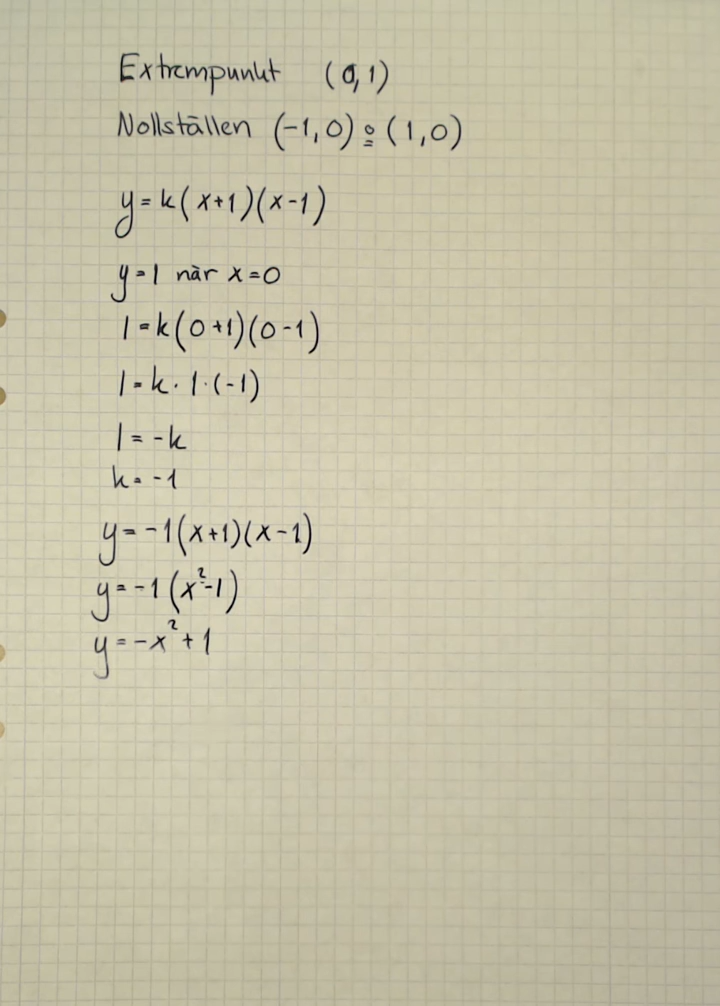 Extrempunkt (0,1)
Nollställen (-1,0) o (1,0)
y=k(x+1)(x-1)
y=1 när x=0
1=k(0+1)(0-1)
1=k·1·(-1)
1=-k
k=-1
y=-1(x+1)(x-1)
y=-1(x²-1)
y=-x²+1